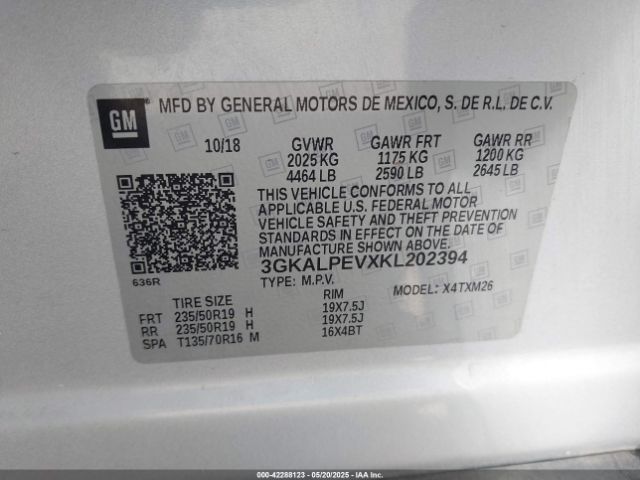 GM ® MFD BY GENERAL MOTORS DE MEXICO, S. DE R.L. DE C.V.
10/18 GVWR GAWR FRT GAWR RR
2025 KG 1175 KG 1200 KG
4464 LB 2590 LB 2645 LB
THIS VEHICLE CONFORMS TO ALL
APPLICABLE U.S. FEDERAL MOTOR
VEHICLE SAFETY AND THEFT PREVENTION
STANDARDS IN EFFECT ON THE DATE OF
MANUFACTURE SHOWN ABOVE.
3GKALPEVXKL202394
TYPE: M.P.V. MODEL: X4TXM26
636R
TIRE SIZE RIM
FRT 235/50R19 H 19X7.5J
RR 235/50R19 H 19X7.5J
SPA T135/70R16 M 16X4BT
000-42288123 - 05/20/2025 - IAA, Inc.